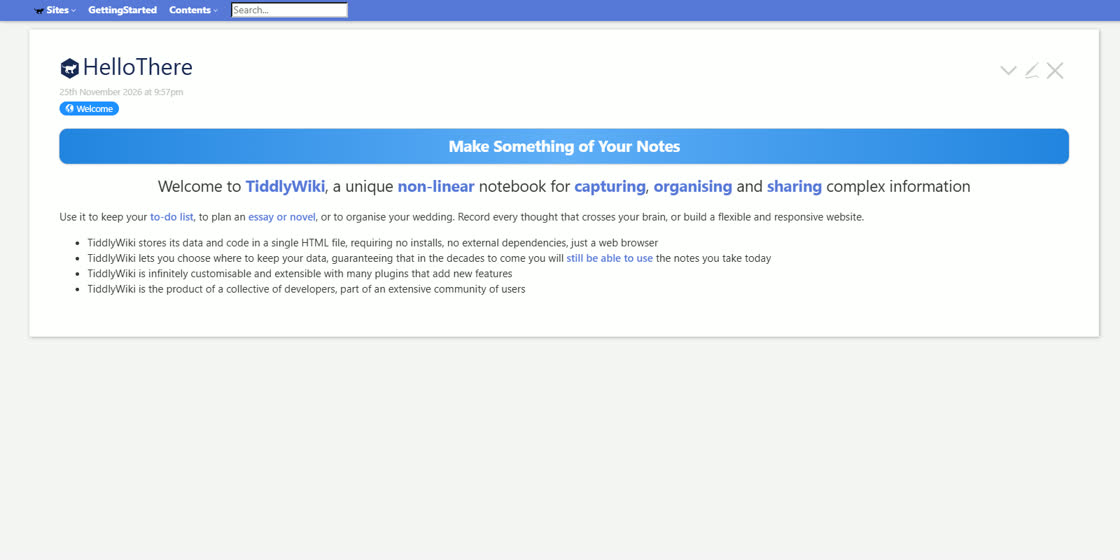 Sites GettingStarted Contents Search...
HelloThere
25th November 2026 at 9:57pm
Welcome
Make Something of Your Notes
Welcome to TiddlyWiki, a unique non-linear notebook for capturing, organising and sharing complex information
Use it to keep your to-do list, to plan an essay or novel, or to organise your wedding. Record every thought that crosses your brain, or build a flexible and responsive website.
• TiddlyWiki stores its data and code in a single HTML file, requiring no installs, no external dependencies, just a web browser
• TiddlyWiki lets you choose where to keep your data, guaranteeing that in the decades to come you will still be able to use the notes you take today
• TiddlyWiki is infinitely customisable and extensible with many plugins that add new features
• TiddlyWiki is the product of a collective of developers, part of an extensive community of users